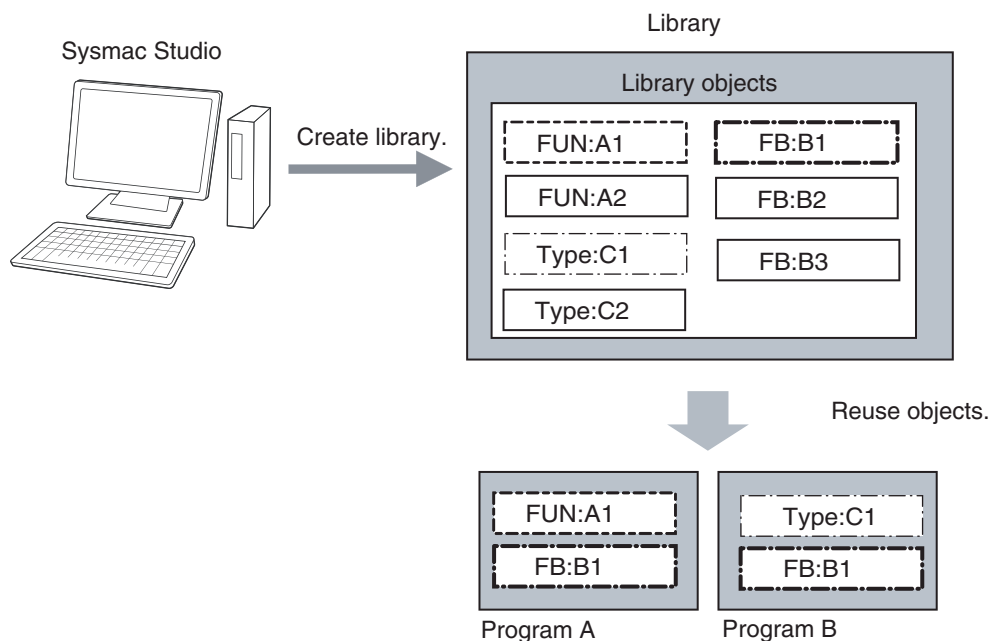 Library
Sysmac Studio
Library objects
Create library.
FUN:A1
FB:B1
FUN:A2
FB:B2
Type:C1
FB:B3
Type:C2
Reuse objects.
FUN:A1
FB:B1
Program A
Type:C1
FB:B1
Program B